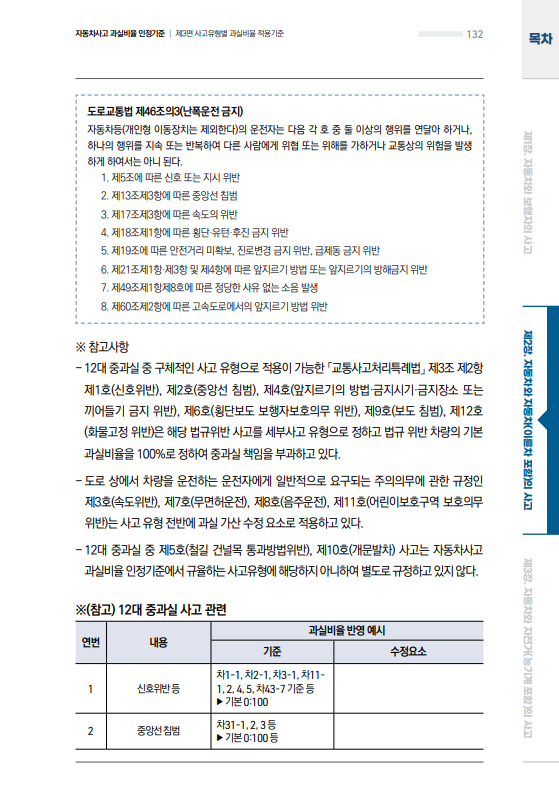 자동차사고 과실비율 인정기준 | 제3편 사고유형별 과실비율 적용기준
132
목차
도로교통법 제46조의3(난폭운전 금지)
자동차등(개인형 이동장치는 제외한다)의 운전자는 다음 각 호 중 둘 이상의 행위를 연달아 하거나,
하나의 행위를 지속 또는 반복하여 다른 사람에게 위협 또는 위해를 가하거나 교통상의 위험을 발생
하게 하여서는 아니 된다.
1. 제5조에 따른 신호 또는 지시 위반
2. 제13조제3항에 따른 중앙선 침범
3. 제17조제3항에 따른 속도의 위반
4. 제18조제1항에 따른 횡단·유턴·후진 금지 위반
5. 제19조에 따른 안전거리 미확보, 진로변경 금지 위반, 급제동 금지 위반
6. 제21조제1항·제3항 및 제4항에 따른 앞지르기 방법 또는 앞지르기의 방해금지 위반
7. 제49조제1항제8호에 따른 정당한 사유 없는 소음 발생
8. 제60조제2항에 따른 고속도로에서의 앞지르기 방법 위반
※ 참고사항
- 12대 중과실 중 구체적인 사고 유형으로 적용이 가능한 「교통사고처리특례법」 제3조 제2항
제1호(신호위반), 제2호(중앙선 침범), 제4호(앞지르기의 방법·금지시기·금지장소 또는
끼어들기 금지 위반), 제6호(횡단보도 보행자보호의무 위반), 제9호(보도 침범), 제12호
(화물고정 위반)은 해당 법규위반 사고를 세부사고 유형으로 정하고 법규 위반 차량의 기본
과실비율을 100%로 정하여 중과실 책임을 부과하고 있다.
- 도로 상에서 차량을 운전하는 운전자에게 일반적으로 요구되는 주의의무에 관한 규정인
제3호(속도위반), 제7호(무면허운전), 제8호(음주운전), 제11호(어린이보호구역 보호의무
위반)는 사고 유형 전반에 과실 가산 수정 요소로 적용하고 있다.
- 12대 중과실 중 제5호(철길 건널목 통과방법위반), 제10호(개문발차) 사고는 자동차사고
과실비율 인정기준에서 규율하는 사고유형에 해당하지 아니하여 별도로 규정하고 있지 않다.
※(참고) 12대 중과실 사고 관련
연번
내용
과실비율 반영 예시
기준
수정요소
1
신호위반 등
차1-1, 차2-1, 차3-1, 차11-
1, 2, 4, 5, 차43-7 기준 등
▶ 기본 0:100
2
중앙선 침범
차31-1, 2, 3 등
▶ 기본 0:100 등
제1장. 자동차와 보행자의 사고
제2장. 자동차와 자동차(이륜차 포함)의 사고
제3장. 자동차와 자전거(농기계 포함)의 사고